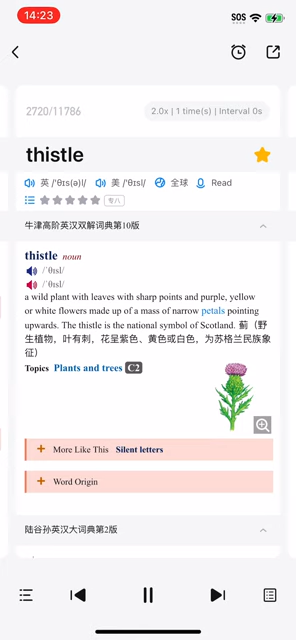 14:23
SOS
2720/11786
2.0x | 1 time(s) | Interval 0s
thistle
英 /'θɪs(ə)l/ 美 /'θɪsl/ 全球 Read
专八
牛津高阶英汉双解词典第10版
thistle noun
/ˈθɪsl/
/ˈθɪsl/
a wild plant with leaves with sharp points and purple, yellow
or white flowers made up of a mass of narrow petals pointing
upwards. The thistle is the national symbol of Scotland. 蓟（野
生植物，叶有刺，花呈紫色、黄色或白色，为苏格兰民族象
征）
Topics Plants and trees C2
More Like This Silent letters
Word Origin
陆谷孙英汉大词典第2版